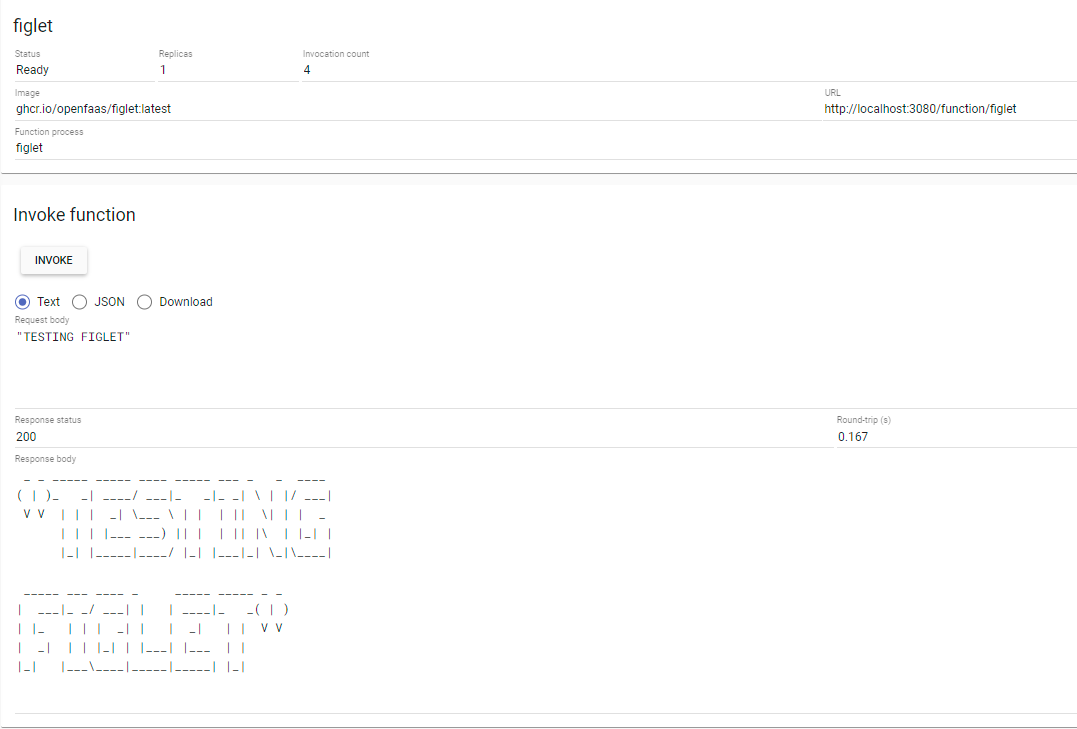 figlet
Status Replicas Invocation count
Ready 1 4
Image URL
ghcr.io/openfaas/figlet:latest http://localhost:3080/function/figlet
Function process
figlet
Invoke function
INVOKE
Text JSON Download
Request body
"TESTING FIGLET"
Response status Round-trip (s)
200 0.167
Response body
 _ _ _____ _____ ____ _____ ___ _   _  ____
( | )_   _| ____/ ___|_   _|_ _| \ | |/ ___|
 V V  | | |  _| \___ \ | |  | ||  \| | |  _
      | | | |___ ___) || |  | || |\  | |_| |
      |_| |_____|____/ |_| |___|_| \_|\____|
 _____ ___ ____ _     _____ _____ _ _
|  ___|_ _/ ___| |   | ____|_   _( | )
| |_   | | |  _| |   |  _|   | |  V V
|  _|  | | |_| | |___| |___  | |
|_|   |___\____|_____|_____| |_|